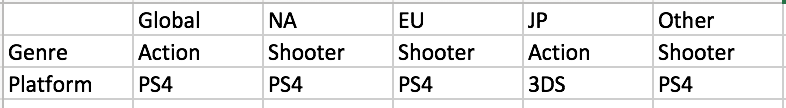 Global NA EU JP Other
Genre Action Shooter Shooter Action Shooter
Platform PS4 PS4 PS4 3DS PS4